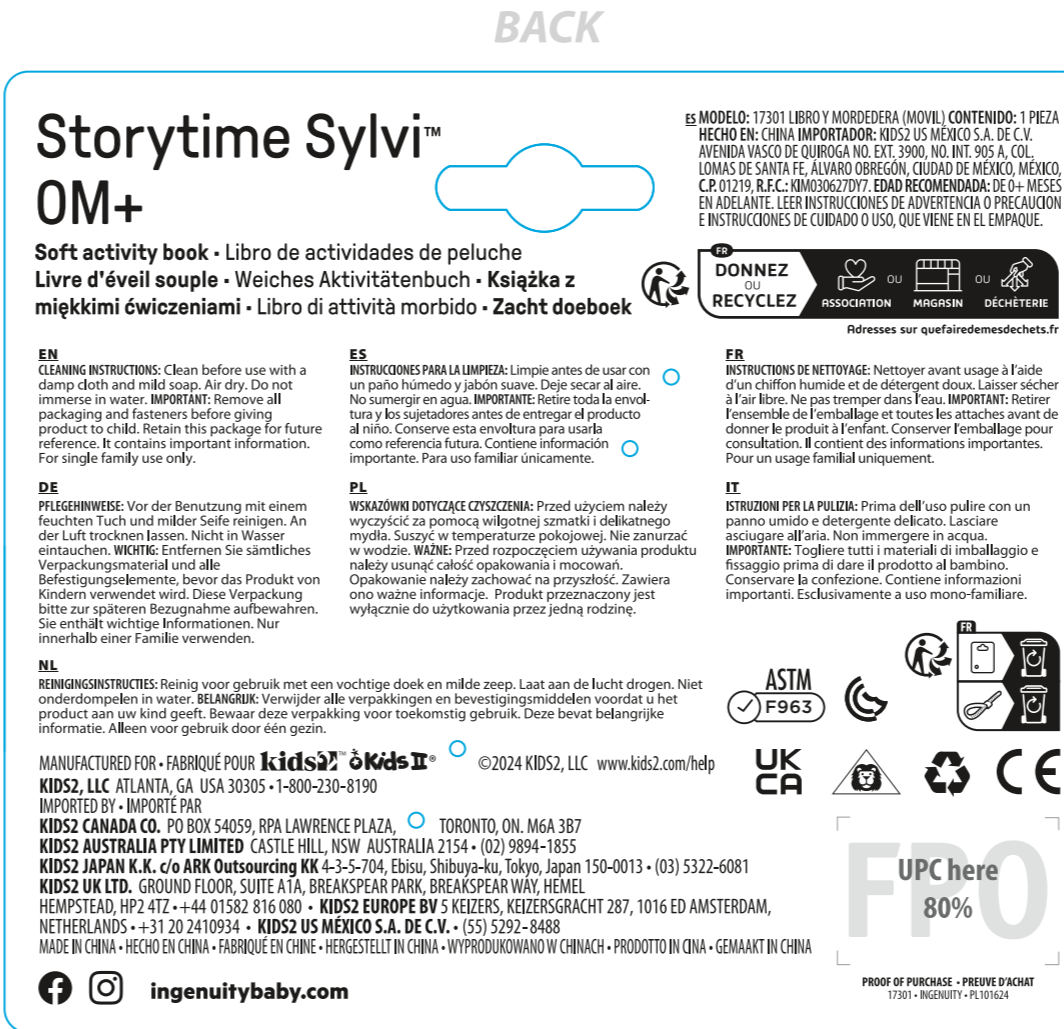 BACK
Storytime Sylvi™
0M+
Soft activity book • Libro de actividades de peluche
Livre d'éveil souple • Weiches Aktivitätenbuch • Książka z
miękkimi ćwiczeniami • Libro di attività morbido • Zacht doeboek
ES MODELO: 17301 LIBRO Y MORDEDERA (MOVIL) CONTENIDO: 1 PIEZA
HECHO EN: CHINA IMPORTADOR: KIDS2 US MÉXICO S.A. DE C.V.
AVENIDA VASCO DE QUIROGA NO. EXT. 3900, NO. INT. 905 A, COL.
LOMAS DE SANTA FE, ÁLVARO OBREGÓN, CIUDAD DE MÉXICO, MÉXICO,
C.P. 01219, R.F.C.: KIM030627DY7. EDAD RECOMENDADA: DE 0+ MESES
EN ADELANTE. LEER INSTRUCCIONES DE ADVERTENCIA O PRECAUCION
E INSTRUCCIONES DE CUIDADO O USO, QUE VIENE EN EL EMPAQUE.
FR
DONNEZ
OU
RECYCLEZ
ASSOCIATION
OU
MAGASIN
OU
DÉCHÈTERIE
Adresses sur quefairedemesdechets.fr
EN
CLEANING INSTRUCTIONS: Clean before use with a
damp cloth and mild soap. Air dry. Do not
immerse in water. IMPORTANT: Remove all
packaging and fasteners before giving
product to child. Retain this package for future
reference. It contains important information.
For single family use only.
ES
INSTRUCCIONES PARA LA LIMPIEZA: Limpie antes de usar con
un paño húmedo y jabón suave. Deje secar al aire.
No sumergir en agua. IMPORTANTE: Retire toda la envol-
tura y los sujetadores antes de entregar el producto
al niño. Conserve esta envoltura para usarla
como referencia futura. Contiene información
importante. Para uso familiar únicamente.
FR
INSTRUCTIONS DE NETTOYAGE: Nettoyer avant usage à l'aide
d'un chiffon humide et de détergent doux. Laisser sécher
à l'air libre. Ne pas tremper dans l'eau. IMPORTANT: Retirer
l'ensemble de l'emballage et toutes les attaches avant de
donner le produit à l'enfant. Conserver l'emballage pour
consultation. Il contient des informations importantes.
Pour un usage familial uniquement.
DE
PFLEGEHINWEISE: Vor der Benutzung mit einem
feuchten Tuch und milder Seife reinigen. An
der Luft trocknen lassen. Nicht in Wasser
eintauchen. WICHTIG: Entfernen Sie sämtliches
Verpackungsmaterial und alle
Befestigungselemente, bevor das Produkt von
Kindern verwendet wird. Diese Verpackung
bitte zur späteren Bezugnahme aufbewahren.
Sie enthält wichtige Informationen. Nur
innerhalb einer Familie verwenden.
PL
WSKAZÓWKI DOTYCZĄCE CZYSZCZENIA: Przed użyciem należy
wyczyścić za pomocą wilgotnej szmatki i delikatnego
mydła. Suszyć w temperaturze pokojowej. Nie zanurzać
w wodzie. WAŻNE: Przed rozpoczęciem używania produktu
należy usunąć całość opakowania i mocowań.
Opakowanie należy zachować na przyszłość. Zawiera
ono ważne informacje. Produkt przeznaczony jest
wyłącznie do użytkowania przez jedną rodzinę.
IT
ISTRUZIONI PER LA PULIZIA: Prima dell'uso pulire con un
panno umido e detergente delicato. Lasciare
asciugare all'aria. Non immergere in acqua.
IMPORTANTE: Togliere tutti i materiali di imballaggio e
fissaggio prima di dare il prodotto al bambino.
Conservare la confezione. Contiene informazioni
importanti. Esclusivamente a uso mono-familiare.
NL
REINIGINGSINSTRUCTIES: Reinig voor gebruik met een vochtige doek en milde zeep. Laat aan de lucht drogen. Niet
onderdompelen in water. BELANGRIJK: Verwijder alle verpakkingen en bevestigingsmiddelen voordat u het
product aan uw kind geeft. Bewaar deze verpakking voor toekomstig gebruik. Deze bevat belangrijke
informatie. Alleen voor gebruik door één gezin.
ASTM
F963
FR
UK
CA
CE
MANUFACTURED FOR • FABRIQUÉ POUR kids2™ Kids II® ©2024 KIDS2, LLC www.kids2.com/help
KIDS2, LLC ATLANTA, GA USA 30305 • 1-800-230-8190
IMPORTED BY • IMPORTÉ PAR
KIDS2 CANADA CO. PO BOX 54059, RPA LAWRENCE PLAZA, TORONTO, ON. M6A 3B7
KIDS2 AUSTRALIA PTY LIMITED CASTLE HILL, NSW AUSTRALIA 2154 • (02) 9894-1855
KIDS2 JAPAN K.K. c/o ARK Outsourcing KK 4-3-5-704, Ebisu, Shibuya-ku, Tokyo, Japan 150-0013 • (03) 5322-6081
KIDS2 UK LTD. GROUND FLOOR, SUITE A1A, BREAKSPEAR PARK, BREAKSPEAR WAY, HEMEL
HEMPSTEAD, HP2 4TZ • +44 01582 816 080 • KIDS2 EUROPE BV 5 KEIZERS, KEIZERSGRACHT 287, 1016 ED AMSTERDAM,
NETHERLANDS • +31 20 2410934 • KIDS2 US MÉXICO S.A. DE C.V. • (55) 5292-8488
MADE IN CHINA • HECHO EN CHINA • FABRIQUÉ EN CHINE • HERGESTELLT IN CHINA • WYPRODUKOWANO W CHINACH • PRODOTTO IN CINA • GEMAAKT IN CHINA
FPO
UPC here
80%
PROOF OF PURCHASE • PREUVE D'ACHAT
17301 • INGENUITY • PL101624
ingenuitybaby.com